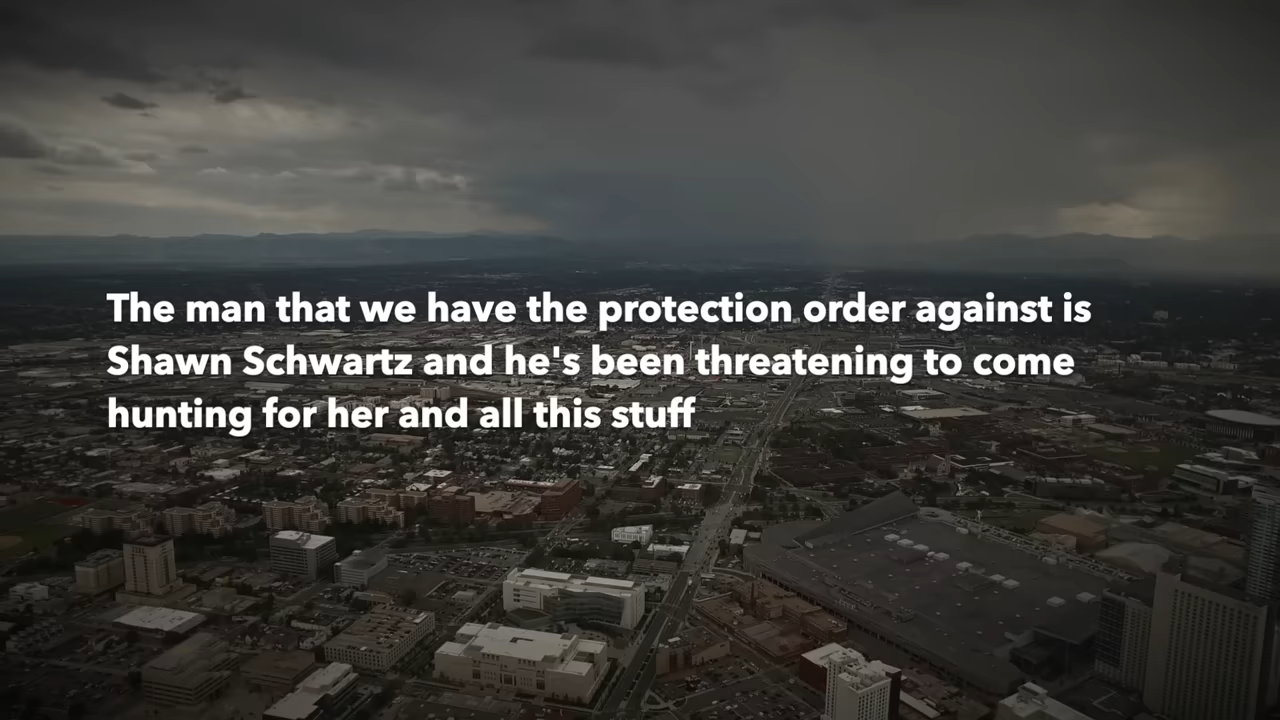 The man that we have the protection order against is
Shawn Schwartz and he's been threatening to come
hunting for her and all this stuff